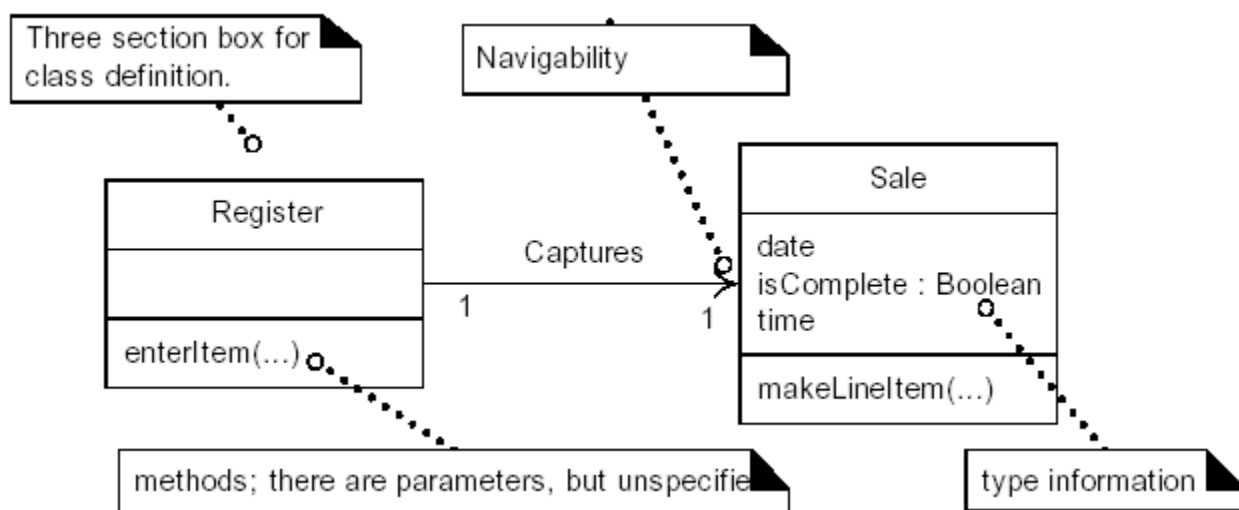 Three section box for
class definition.
Navigability
Register
Sale
Captures
date
isComplete : Boolean
time
1
1
enterItem(...)
makeLineItem(...)
methods; there are parameters, but unspecifie
type information